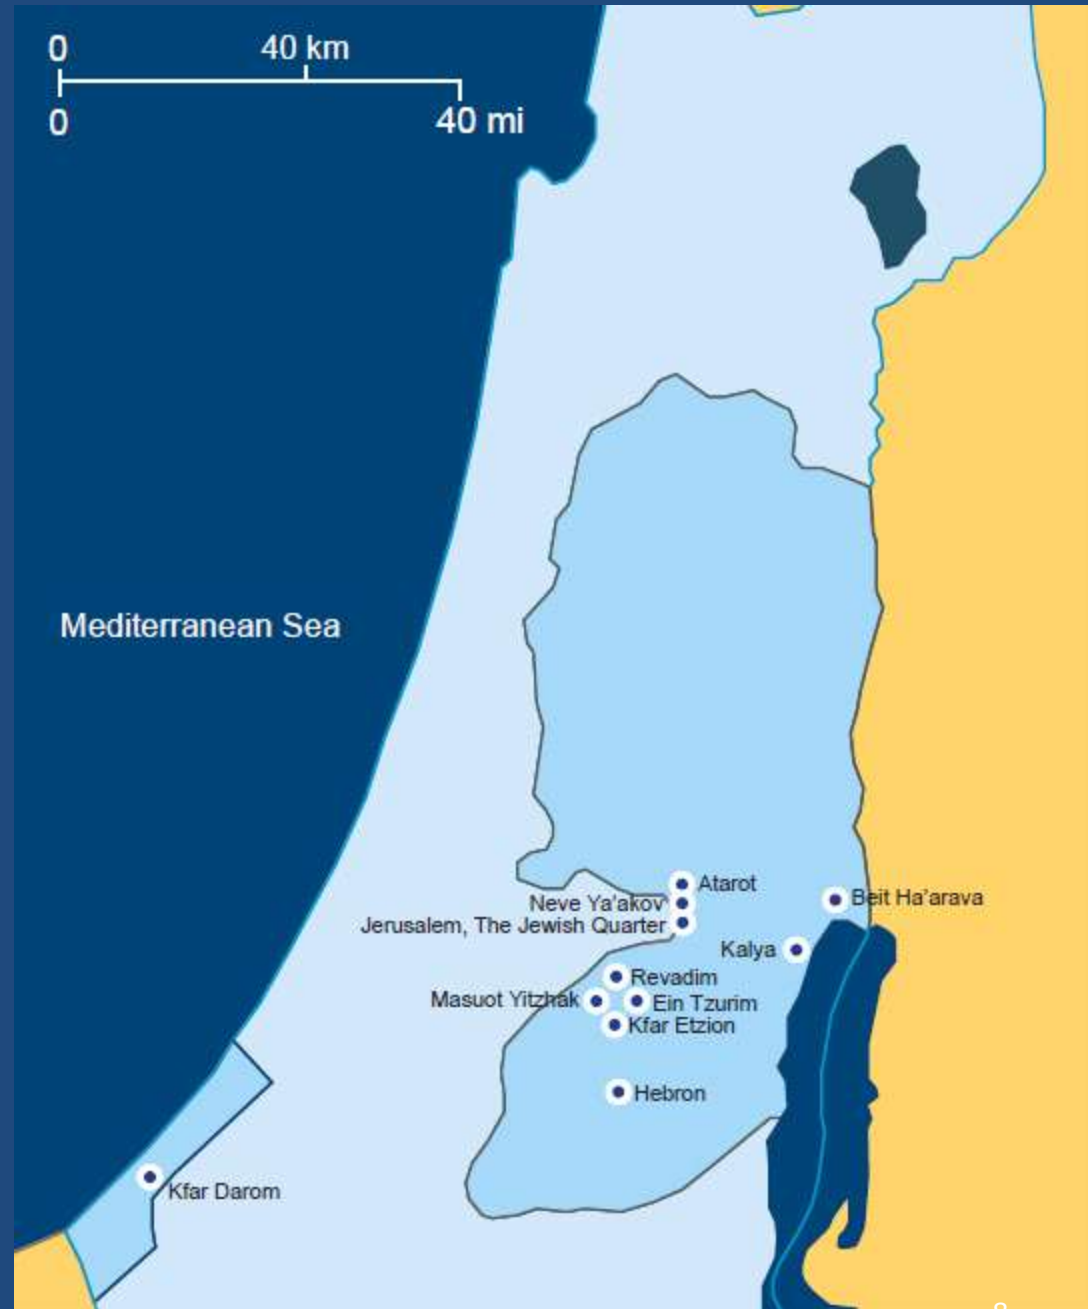 0 40 km
0 40 mi
Mediterranean Sea
Atarot
Neve Ya'akov
Beit Ha'arava
Jerusalem, The Jewish Quarter
Kalya
Revadim
Masuot Yitzhak
Ein Tzurim
Kfar Etzion
Hebron
Kfar Darom